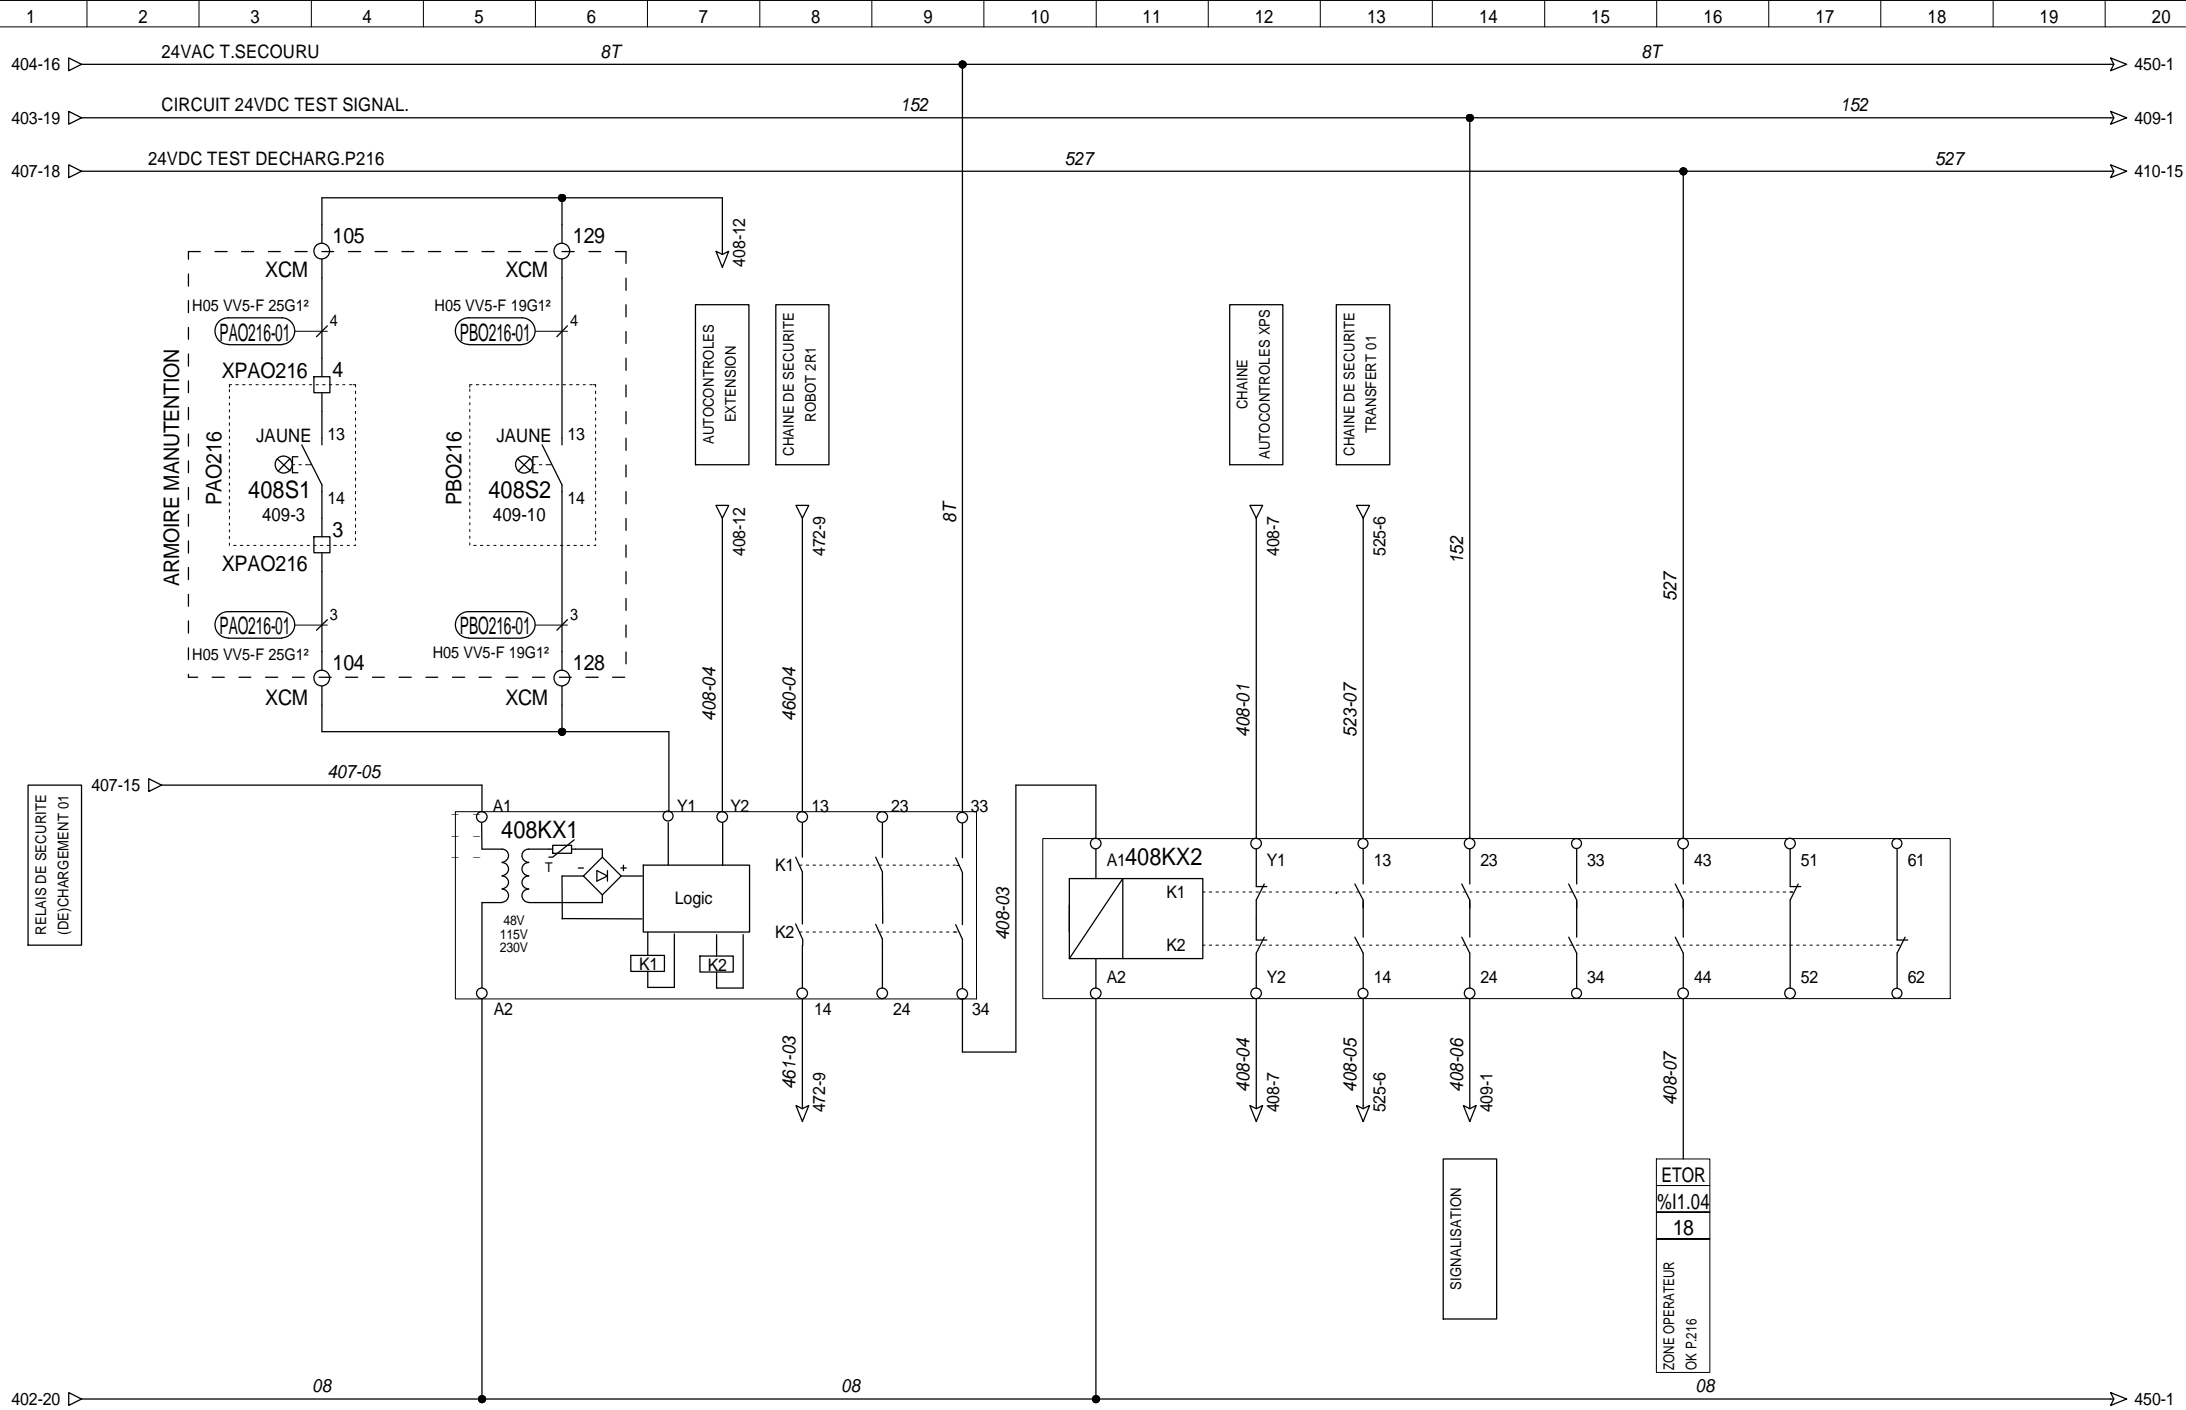 1 2 3 4 5 6 7 8 9 10 11 12 13 14 15 16 17 18 19 20
24VAC T.SECOURU 8T 8T
404-16 450-1
CIRCUIT 24VDC TEST SIGNAL. 152 152
403-19 409-1
24VDC TEST DECHARG.P216 527 527
407-18 410-15
105 129
XCM XCM
408-12
H05 VV5-F 25G1² H05 VV5-F 19G1²
PAO216-01 4 PBO216-01 4
XPAO216 4
ARMOIRE MANUTENTION
PAO216
JAUNE 13
408S1 14
409-3
3
XPAO216
PBO216
JAUNE 13
408S2 14
409-10
PAO216-01 3 PBO216-01 3
H05 VV5-F 25G1² H05 VV5-F 19G1²
104 128
XCM XCM
AUTOCONTROLES
EXTENSION
CHAINE DE SECURITE
ROBOT 2R1
CHAINE
AUTOCONTROLES XPS
CHAINE DE SECURITE
TRANSFERT 01
408-12
472-9
8T
408-7
525-6
152
527
408-04
460-04
408-01
523-07
407-15 407-05
RELAIS DE SECURITE
(DE)CHARGEMENT 01
A1 Y1 Y2 13 23 33
408KX1
T - +
Logic
48V
115V
230V
K1 K2
K1
K2
A2 14 24 34
408-03
A1 408KX2 Y1 13 23 33 43 51 61
K1
K2
A2 Y2 14 24 34 44 52 62
461-03
472-9
408-04
408-7
408-05
525-6
408-06
409-1
408-07
SIGNALISATION
ETOR
%I1.04
18
ZONE OPERATEUR
OK P.216
402-20 08 08 08 450-1